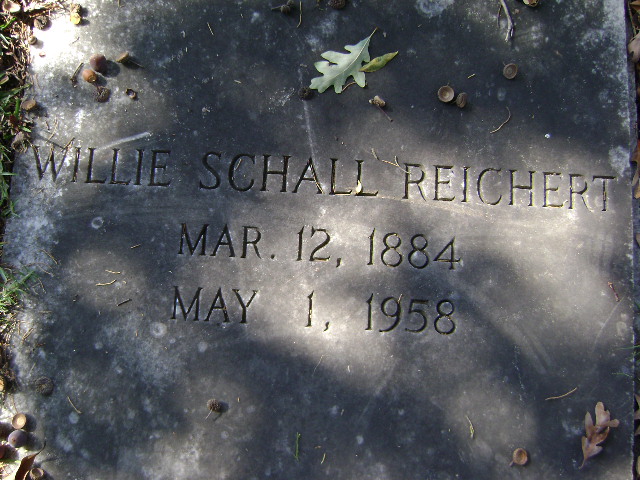 WILLIE SCHALL REICHERT
MAR. 12, 1884
MAY 1, 1958